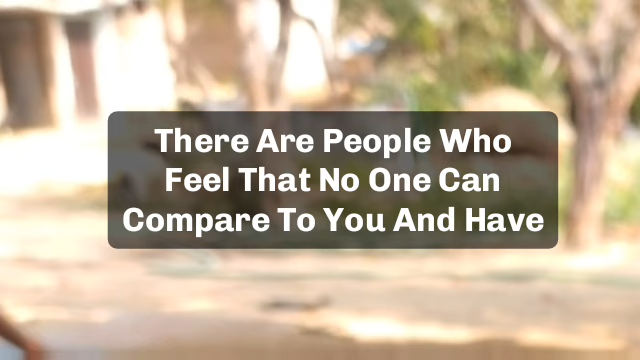 There Are People Who
Feel That No One Can
Compare To You And Have